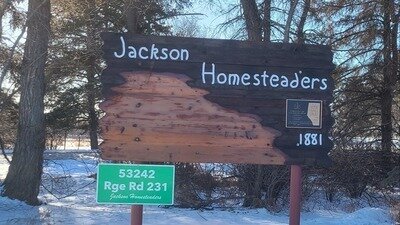 Jackson
Homesteaders
.1881
53242
Rge Rd 231
Jackson Homesteaders